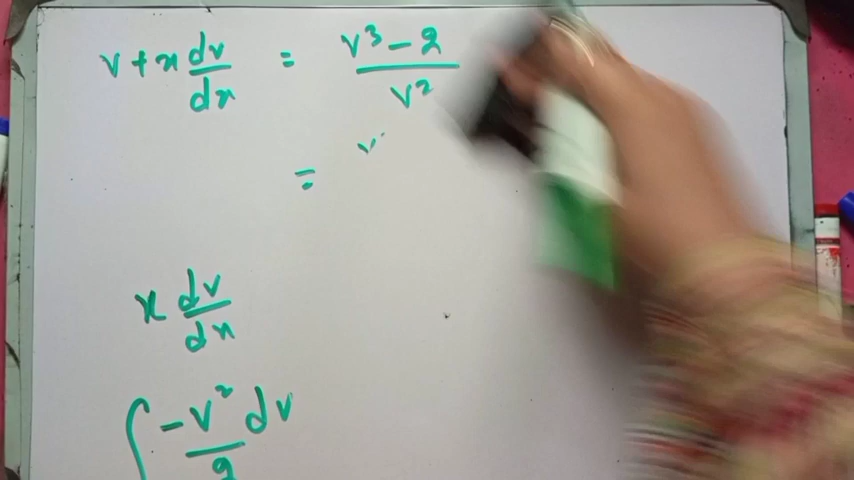 v + x dv/dx = v³ - 2 / v²
= v
x dv/dx
∫ -v² dv / 2